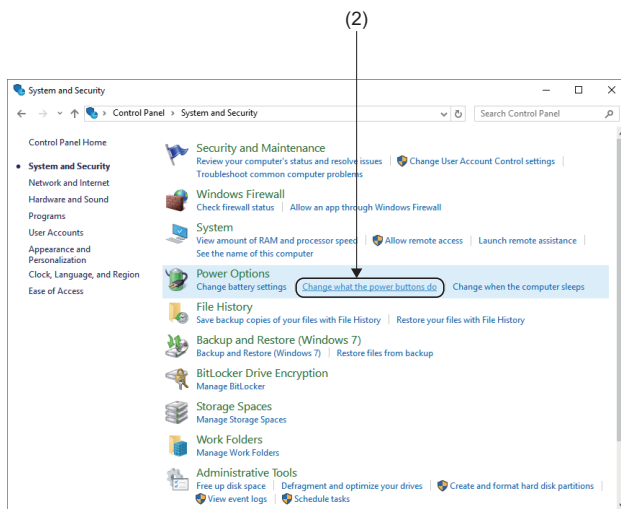 (2)
System and Security
Control Panel > System and Security
Search Control Panel
Control Panel Home
System and Security
Network and Internet
Hardware and Sound
Programs
User Accounts
Appearance and
Personalization
Clock, Language, and Region
Ease of Access
Security and Maintenance
Review your computer's status and resolve issues Change User Account Control settings
Troubleshoot common computer problems
Windows Firewall
Check firewall status Allow an app through Windows Firewall
System
View amount of RAM and processor speed Allow remote access Launch remote assistance
See the name of this computer
Power Options
Change battery settings Change what the power buttons do Change when the computer sleeps
File History
Save backup copies of your files with File History Restore your files with File History
Backup and Restore (Windows 7)
Backup and Restore (Windows 7) Restore files from backup
BitLocker Drive Encryption
Manage BitLocker
Storage Spaces
Manage Storage Spaces
Work Folders
Manage Work Folders
Administrative Tools
Free up disk space Defragment and optimize your drives Create and format hard disk partitions
View event logs Schedule tasks